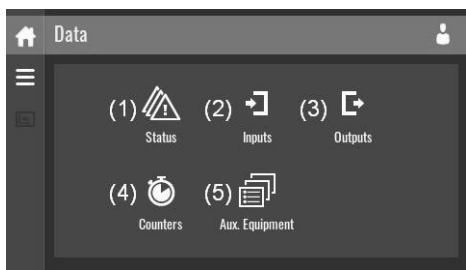 Data
(1) (2) (3)
Status Inputs Outputs
(4) (5)
Counters Aux. Equipment